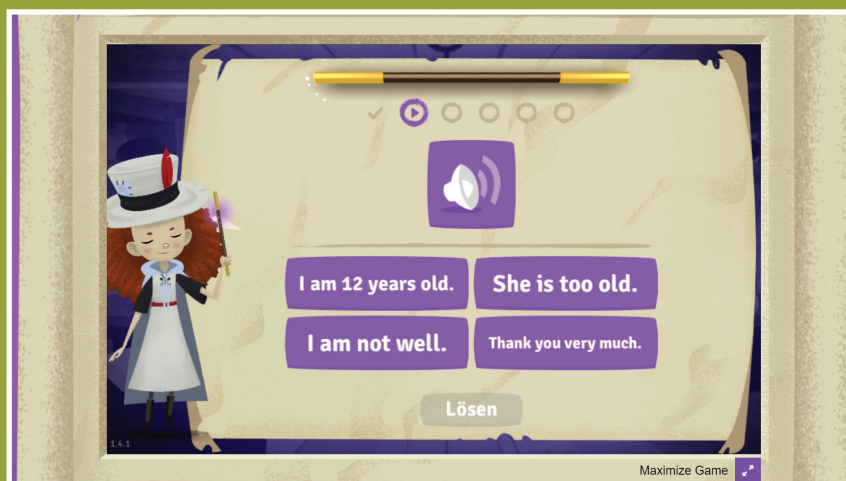 I am 12 years old.
She is too old.
I am not well.
Thank you very much.
Lösen
1.4.1
Maximize Game